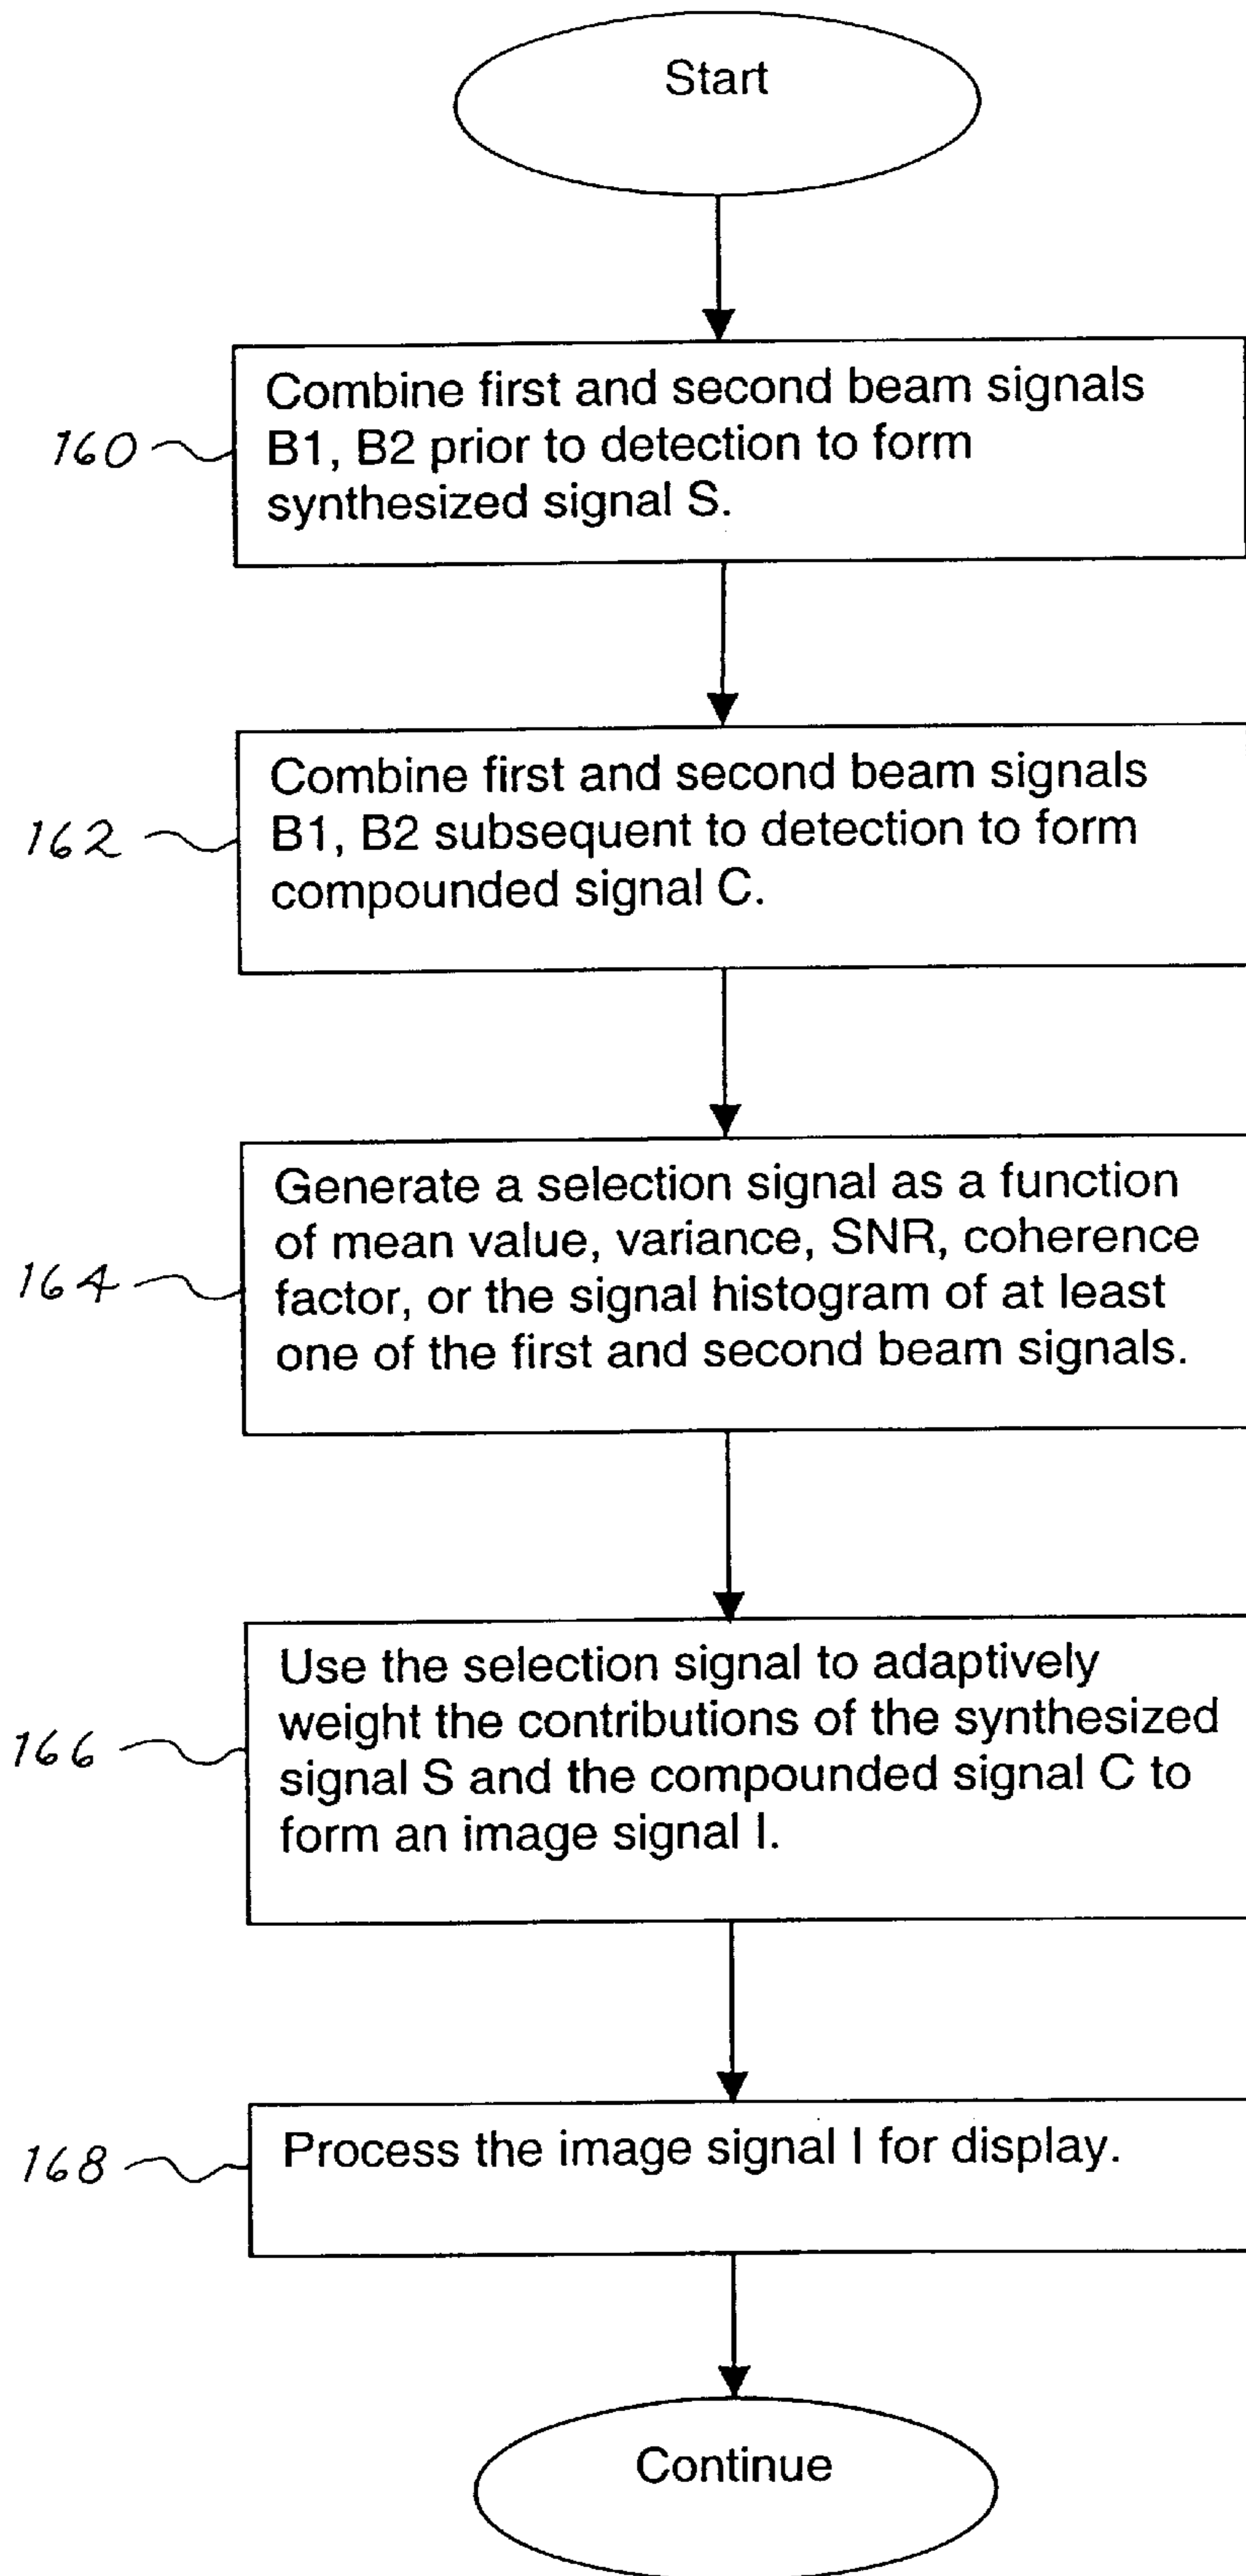 Start
160
Combine first and second beam signals
B1, B2 prior to detection to form
synthesized signal S.
162
Combine first and second beam signals
B1, B2 subsequent to detection to form
compounded signal C.
164
Generate a selection signal as a function
of mean value, variance, SNR, coherence
factor, or the signal histogram of at least
one of the first and second beam signals.
166
Use the selection signal to adaptively
weight the contributions of the synthesized
signal S and the compounded signal C to
form an image signal I.
168
Process the image signal I for display.
Continue